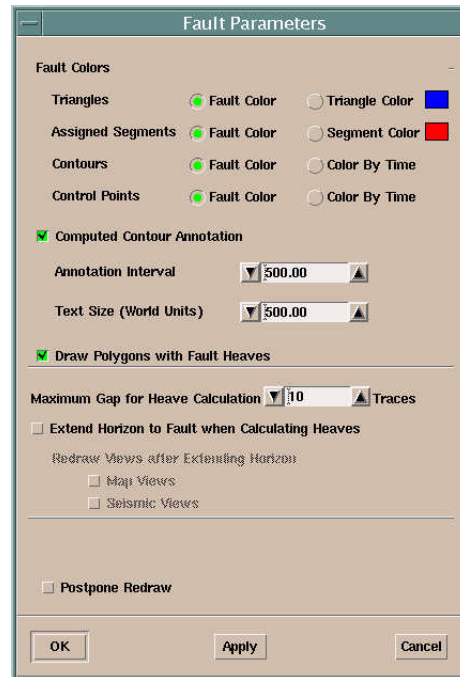 Fault Parameters
Fault Colors
Triangles Fault Color Triangle Color
Assigned Segments Fault Color Segment Color
Contours Fault Color Color By Time
Control Points Fault Color Color By Time
Computed Contour Annotation
Annotation Interval 500.00
Text Size (World Units) 500.00
Draw Polygons with Fault Heaves
Maximum Gap for Heave Calculation 10 Traces
Extend Horizon to Fault when Calculating Heaves
Redraw Views after Extending Horizon
Map Views
Seismic Views
Postpone Redraw
OK Apply Cancel